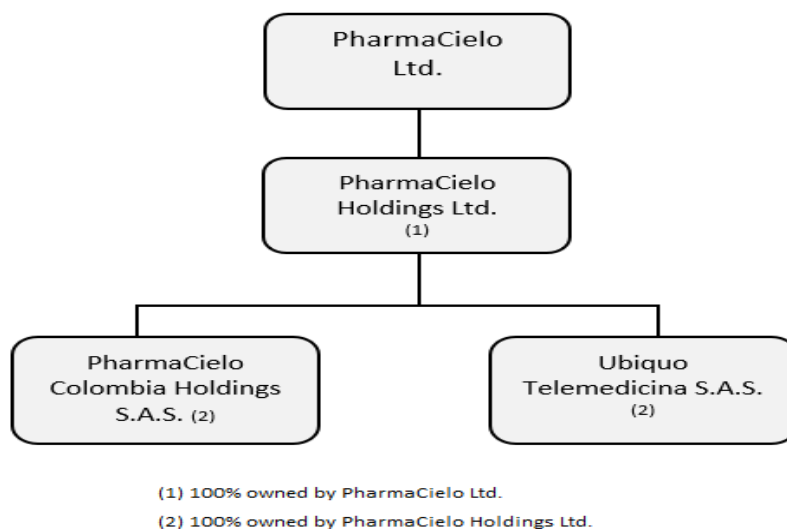 PharmaCielo
Ltd.
PharmaCielo
Holdings Ltd.
(1)
PharmaCielo
Colombia Holdings
S.A.S. (2)
Ubiquo
Telemedicina S.A.S.
(2)
(1) 100% owned by PharmaCielo Ltd.
(2) 100% owned by PharmaCielo Holdings Ltd.